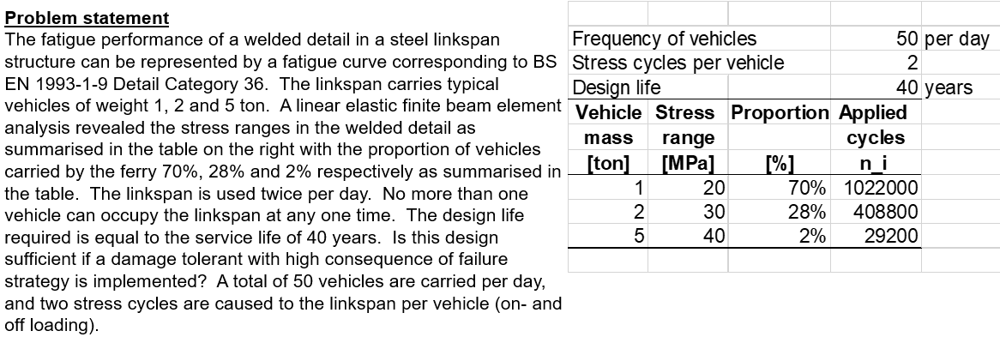 Problem statement
The fatigue performance of a welded detail in a steel linkspan
structure can be represented by a fatigue curve corresponding to BS
EN 1993-1-9 Detail Category 36.  The linkspan carries typical
vehicles of weight 1, 2 and 5 ton.  A linear elastic finite beam element
analysis revealed the stress ranges in the welded detail as
summarised in the table on the right with the proportion of vehicles
carried by the ferry 70%, 28% and 2% respectively as summarised in
the table.  The linkspan is used twice per day.  No more than one
vehicle can occupy the linkspan at any one time.  The design life
required is equal to the service life of 40 years.  Is this design
sufficient if a damage tolerant with high consequence of failure
strategy is implemented?  A total of 50 vehicles are carried per day,
and two stress cycles are caused to the linkspan per vehicle (on- and
off loading).
Frequency of vehicles 50 per day
Stress cycles per vehicle 2
Design life 40 years
Vehicle Stress Proportion Applied
mass range cycles
[ton] [MPa] [%] n_i
1 20 70% 1022000
2 30 28% 408800
5 40 2% 29200